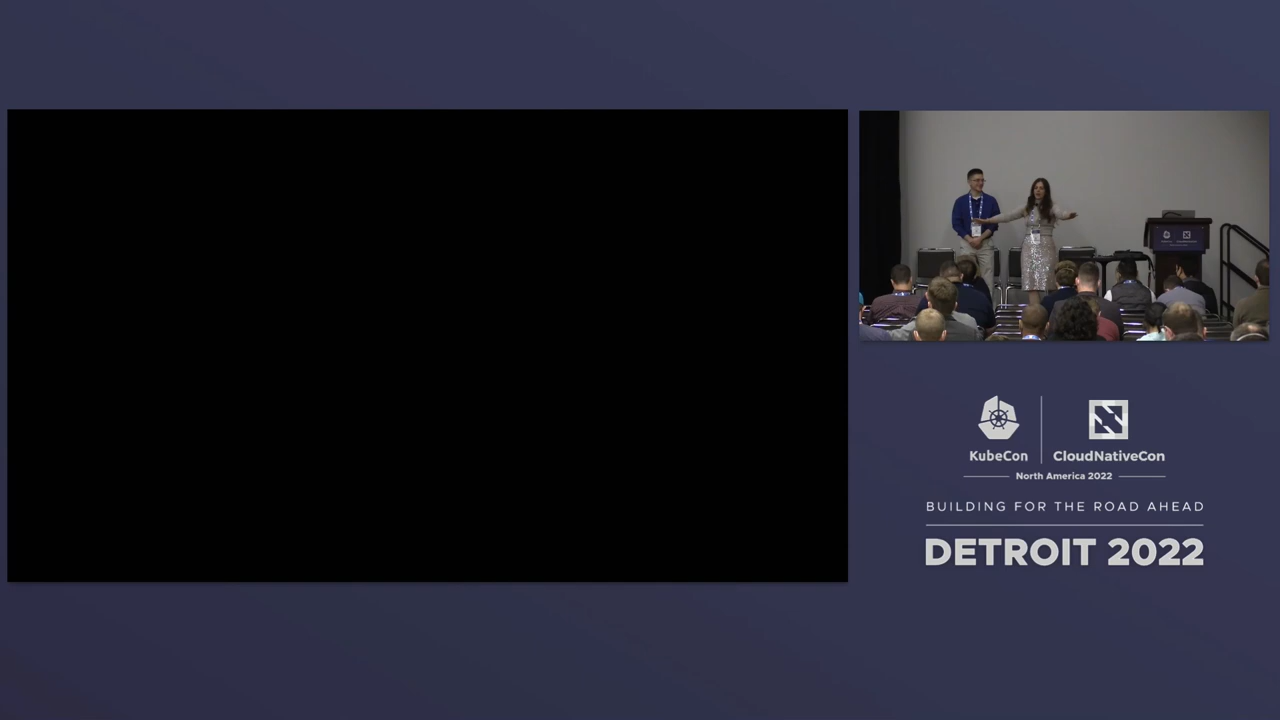 KubeCon
CloudNativeCon
North America 2022
BUILDING FOR THE ROAD AHEAD
DETROIT 2022